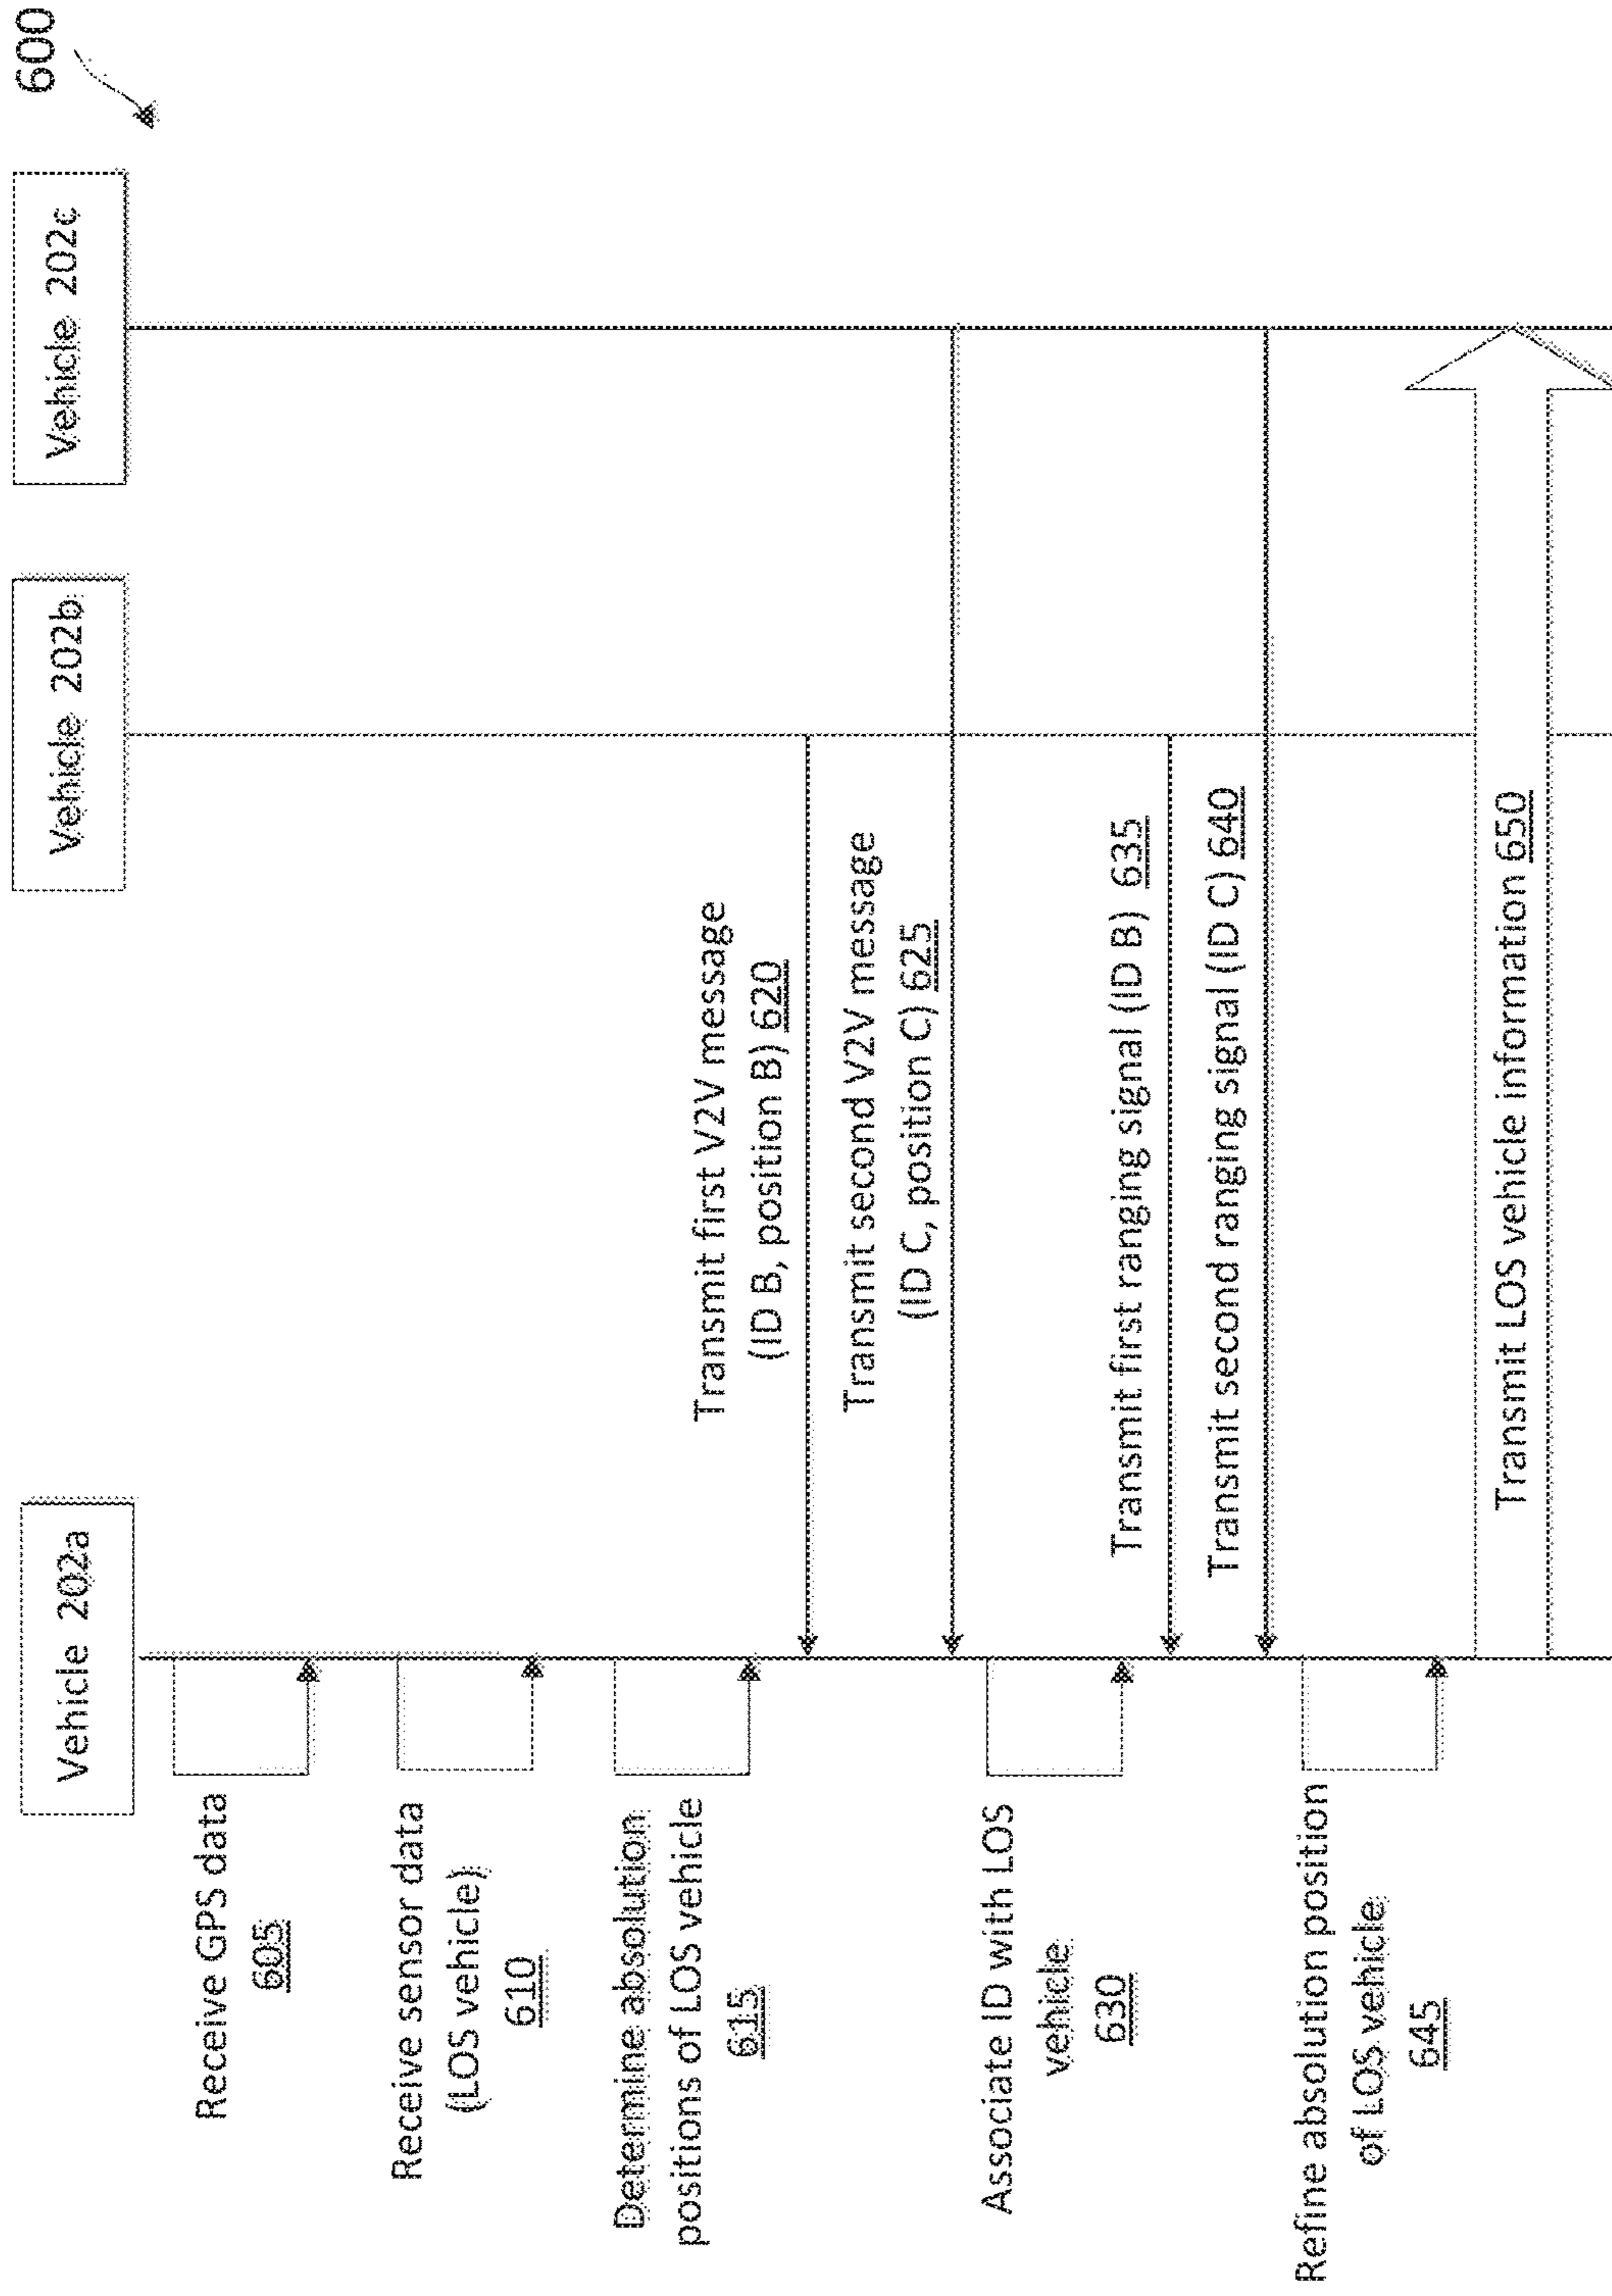 600
Vehicle 202a
Vehicle 202b
Vehicle 202c
Receive GPS data
605
Receive sensor data
(LOS vehicle)
610
Determine absolution
positions of LOS vehicle
615
Transmit first V2V message
(ID B, position B) 620
Transmit second V2V message
(ID C, position C) 625
Associate ID with LOS
vehicle
630
Transmit first ranging signal (ID B) 635
Transmit second ranging signal (ID C) 640
Refine absolution position
of LOS vehicle
645
Transmit LOS vehicle information 650